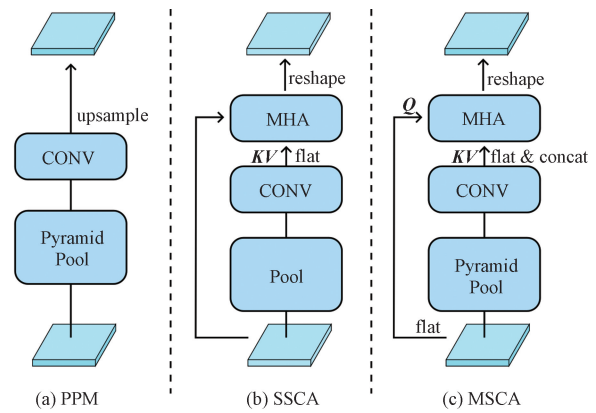 upsample
CONV
Pyramid
Pool
(a) PPM
reshape
MHA
KV flat
CONV
Pool
(b) SSCA
reshape
Q
MHA
KV flat & concat
CONV
Pyramid
Pool
flat
(c) MSCA